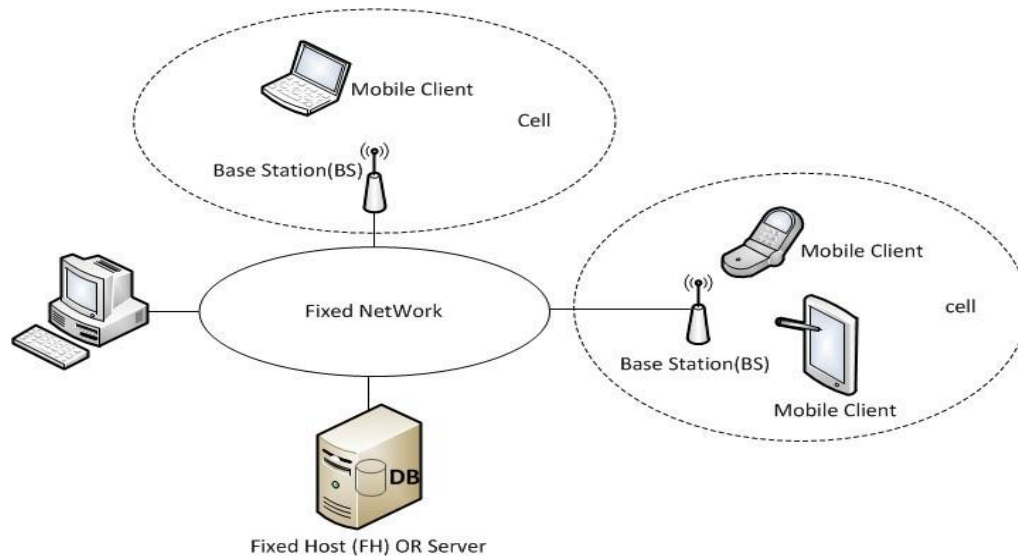 Mobile Client
Cell
Base Station(BS)
Mobile Client
Fixed NetWork
cell
Base Station(BS)
Mobile Client
DB
Fixed Host (FH) OR Server